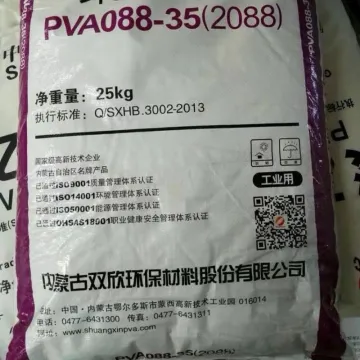 PVA088-35(2088)
净重量： 25kg
执行标准： Q/SXHB.3002-2013
国家级高新技术企业
内蒙古自治区名牌产品
已通过ISO9001质量管理体系认证
已通过ISO14001环境管理体系认证
已通过ISO50001能源管理体系认证
已通过OHSAS18001职业健康安全管理体系认证
工业用
内蒙古双欣环保材料股份有限公司
地址：中国·内蒙古鄂尔多斯市蒙西高新技术工业园 016014
电话：0477-6431300 传真：0477-6431311
www.shuangxinpva.com
PVA088-35(2088)